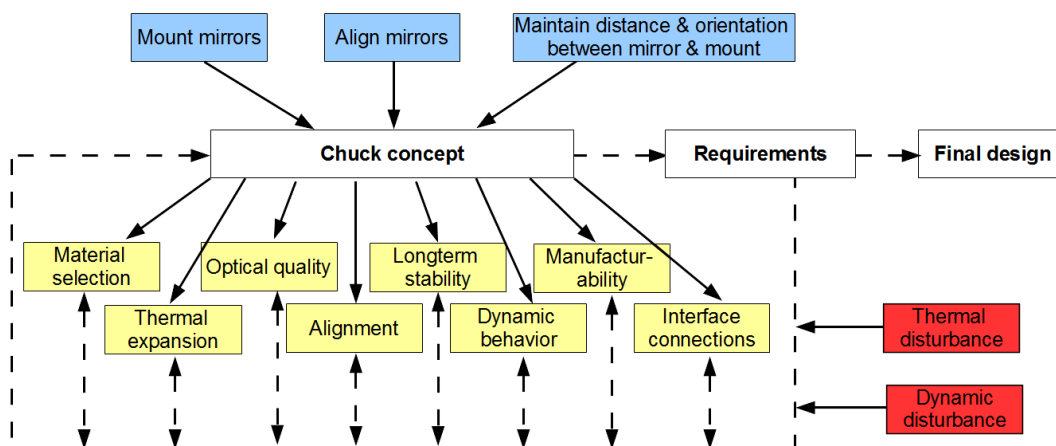 Mount mirrors
Align mirrors
Maintain distance & orientation
between mirror & mount
Chuck concept
Requirements
Final design
Material
selection
Optical quality
Longterm
stability
Manufactur-
ability
Thermal
expansion
Alignment
Dynamic
behavior
Interface
connections
Thermal
disturbance
Dynamic
disturbance